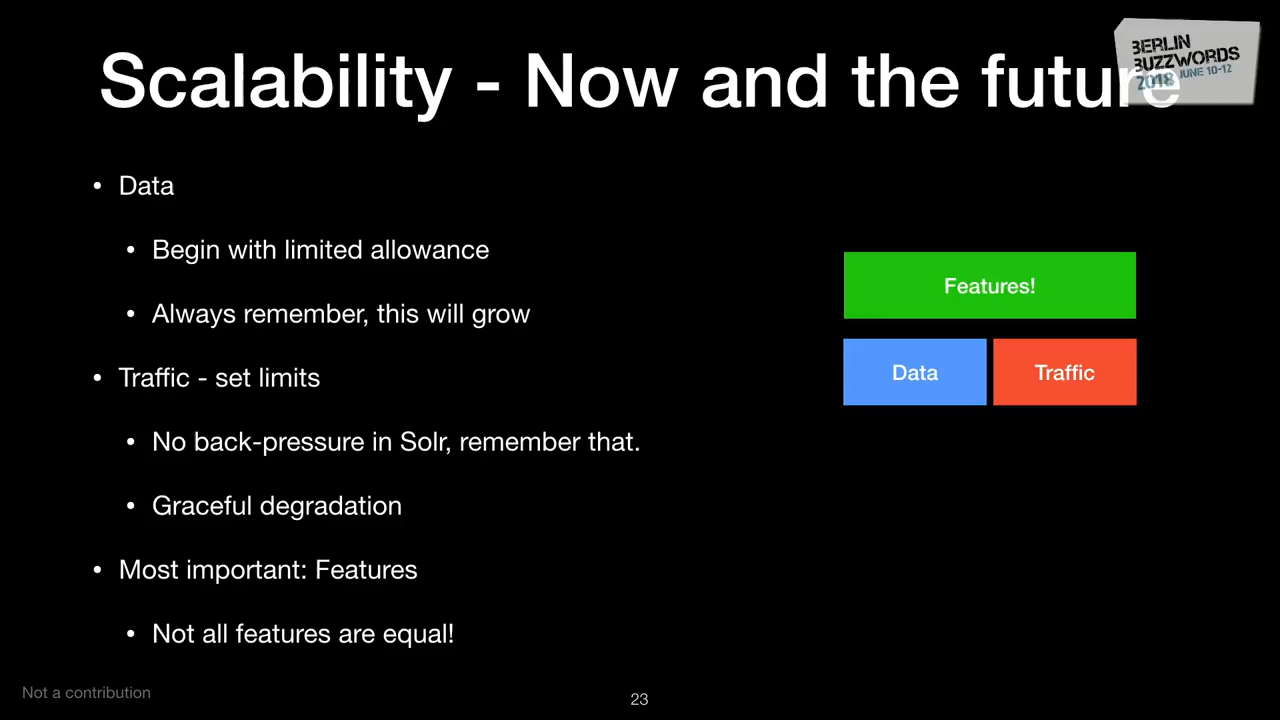 Scalability - Now and the future
BERLIN
BUZZWORDS
2018 JUNE 10-12
• Data
• Begin with limited allowance
• Always remember, this will grow
• Traffic - set limits
• No back-pressure in Solr, remember that.
• Graceful degradation
• Most important: Features
• Not all features are equal!
Features!
Data
Traffic
Not a contribution
23